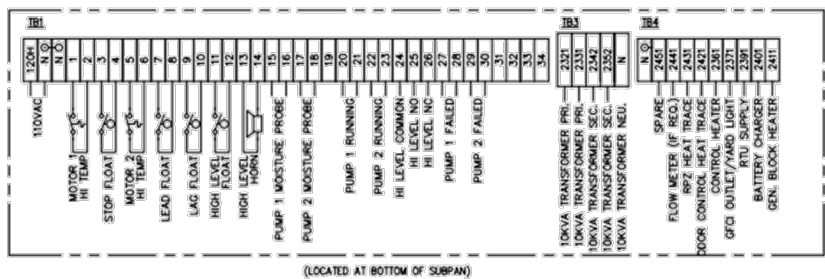 TB1
TB3
TB4
120H
N
N
1
2
3
4
5
6
7
8
9
10
11
12
13
14
15
16
17
18
19
20
21
22
23
24
25
26
27
28
29
30
31
32
33
34
2321
2331
2342
2352
N
N
2451
2441
2431
2421
2361
2371
2391
2401
2411
110VAC
MOTOR 1
HI TEMP
STOP FLOAT
MOTOR 2
HI TEMP
LEAD FLOAT
LAG FLOAT
HIGH LEVEL
FLOAT
HIGH LEVEL
HORN
PUMP 1 MOISTURE PROBE
PUMP 2 MOISTURE PROBE
PUMP 1 RUNNING
PUMP 2 RUNNING
HI LEVEL COMMON
HI LEVEL NO
HI LEVEL NC
PUMP 1 FAILED
PUMP 2 FAILED
10KVA TRANSFORMER PRI.
10KVA TRANSFORMER PRI.
10KVA TRANSFORMER SEC.
10KVA TRANSFORMER SEC.
10KVA TRANSFORMER NEU.
SPARE
FLOW METER (IF REQ.)
RPZ HEAT TRACE
ODOR CONTROL HEAT TRACE
CONTROL HEATER
GFCI OUTLET/YARD LIGHT
RTU SUPPLY
BATTERY CHARGER
GEN. BLOCK HEATER
(LOCATED AT BOTTOM OF SUBPAN)